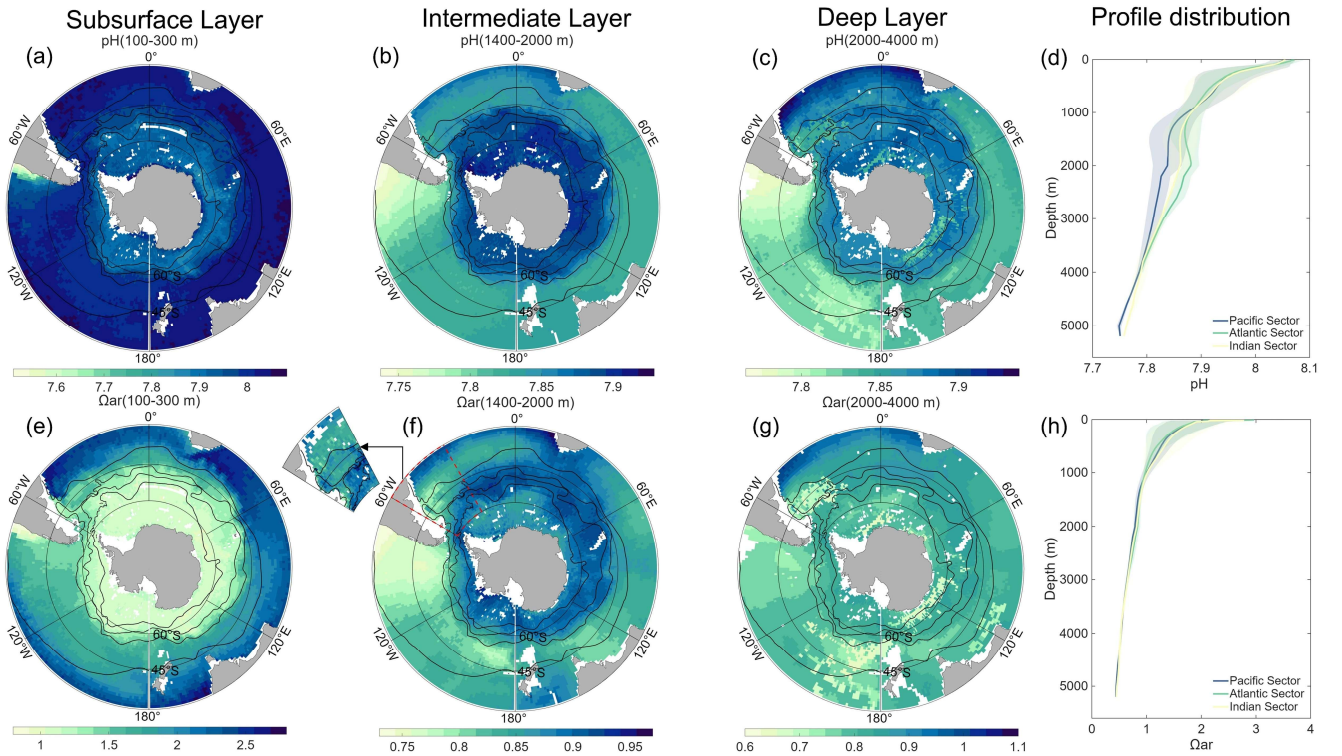 Subsurface Layer
Intermediate Layer
Deep Layer
Profile distribution
pH(100-300 m)
pH(1400-2000 m)
pH(2000-4000 m)
(a)
0°
60°E
120°E
180°
120°W
60°W
60°S
45°S
7.6 7.7 7.8 7.9 8
(b)
0°
60°E
120°E
180°
120°W
60°W
60°S
45°S
7.75 7.8 7.85 7.9
(c)
0°
60°E
120°E
180°
120°W
60°W
60°S
45°S
7.8 7.85 7.9
(d)
0
1000
2000
3000
4000
5000
Depth (m)
Pacific Sector
Atlantic Sector
Indian Sector
7.7 7.8 7.9 8 8.1
pH
Ωar(100-300 m)
Ωar(1400-2000 m)
Ωar(2000-4000 m)
(e)
0°
60°E
120°E
180°
120°W
60°W
60°S
45°S
1 1.5 2 2.5
(f)
0°
60°E
120°E
180°
120°W
60°W
60°S
45°S
0.75 0.8 0.85 0.9 0.95
(g)
0°
60°E
120°E
180°
120°W
60°W
60°S
45°S
0.6 0.7 0.8 0.9 1 1.1
(h)
0
1000
2000
3000
4000
5000
Depth (m)
Pacific Sector
Atlantic Sector
Indian Sector
0 1 2 3 4
Ωar